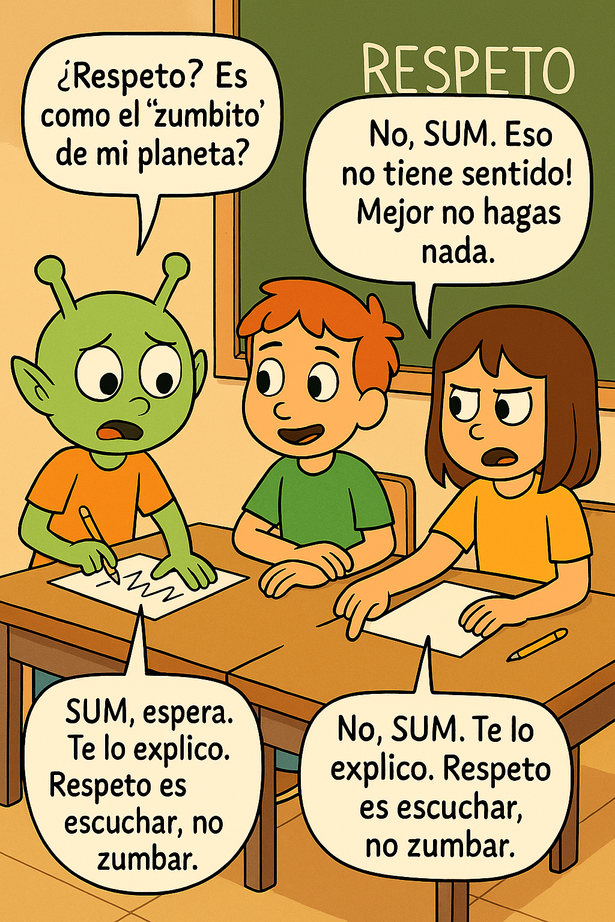 RESPETO
¿Respeto? Es
como el “zumbito’
de mi planeta?
No, SUM. Eso
no tiene sentido!
Mejor no hagas
nada.
SUM, espera.
Te lo explico.
Respeto es
escuchar, no
zumbar.
No, SUM. Te lo
explico. Respeto
es escuchar,
no zumbar.